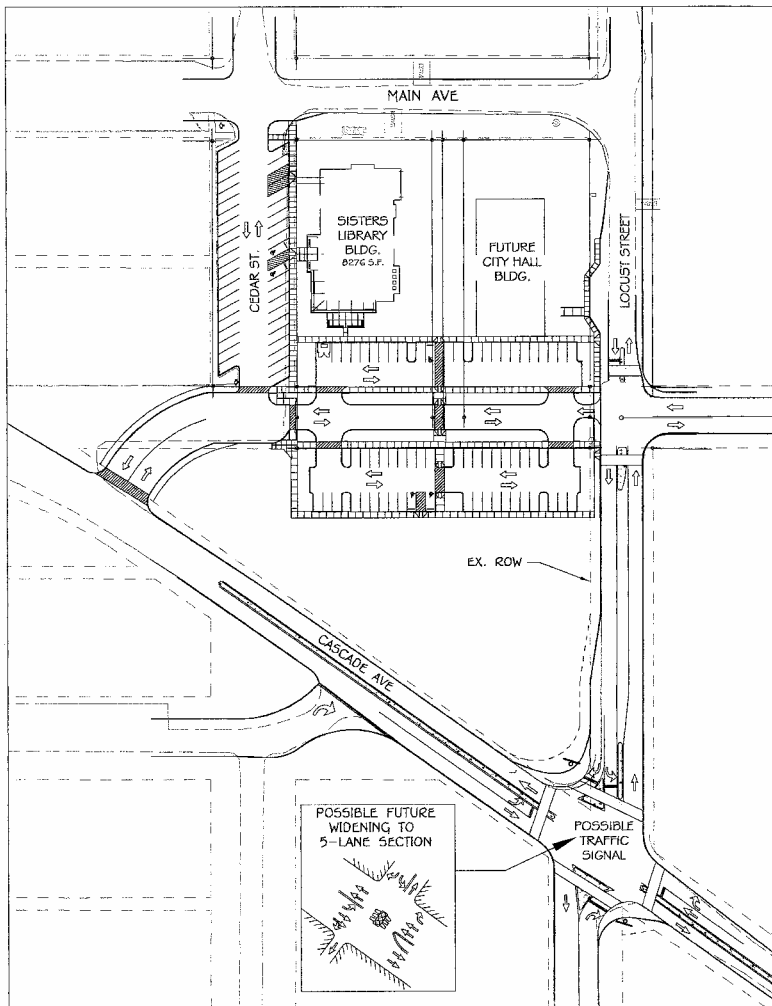 MAIN AVE
SISTERS
LIBRARY
BLDG.
8276 S.F.
FUTURE
CITY HALL
BLDG.
CEDAR ST.
LOCUST STREET
EX. ROW
CASCADE AVE
POSSIBLE FUTURE
WIDENING TO
5-LANE SECTION
POSSIBLE
TRAFFIC
SIGNAL